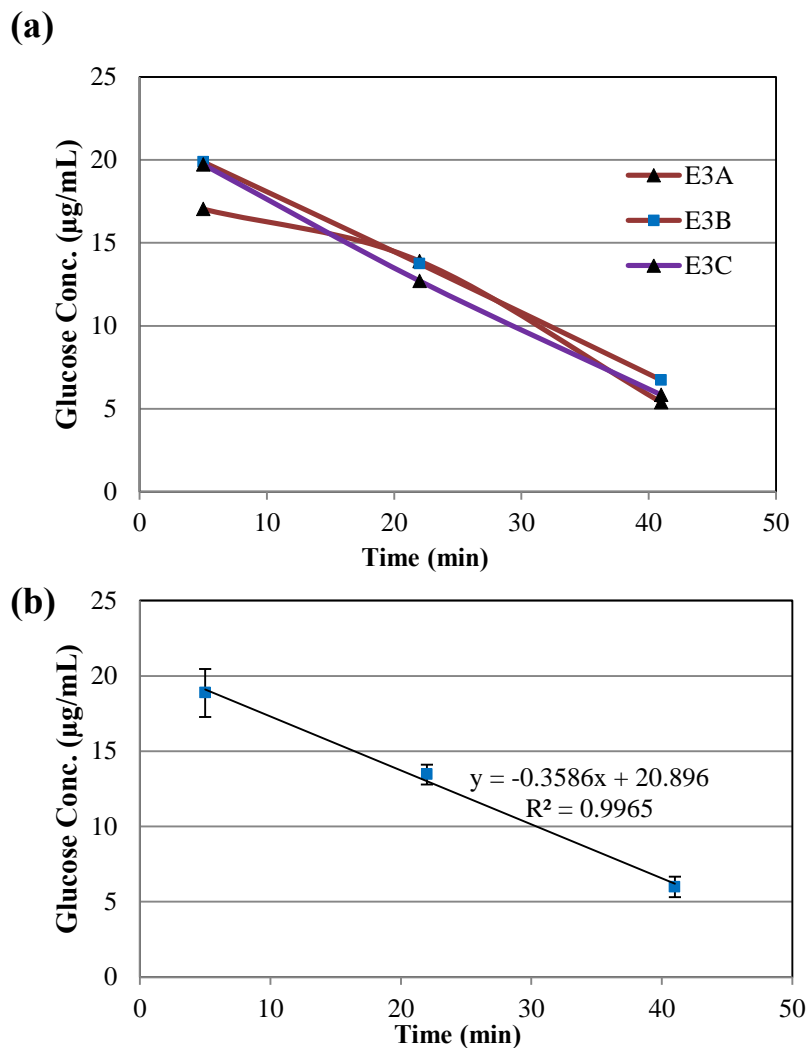 (a)
25
20
15
10
5
0
Glucose Conc. (µg/mL)
E3A
E3B
E3C
0 10 20 30 40 50
Time (min)
(b)
25
20
15
10
5
0
Glucose Conc. (µg/mL)
y = -0.3586x + 20.896
R² = 0.9965
0 10 20 30 40 50
Time (min)